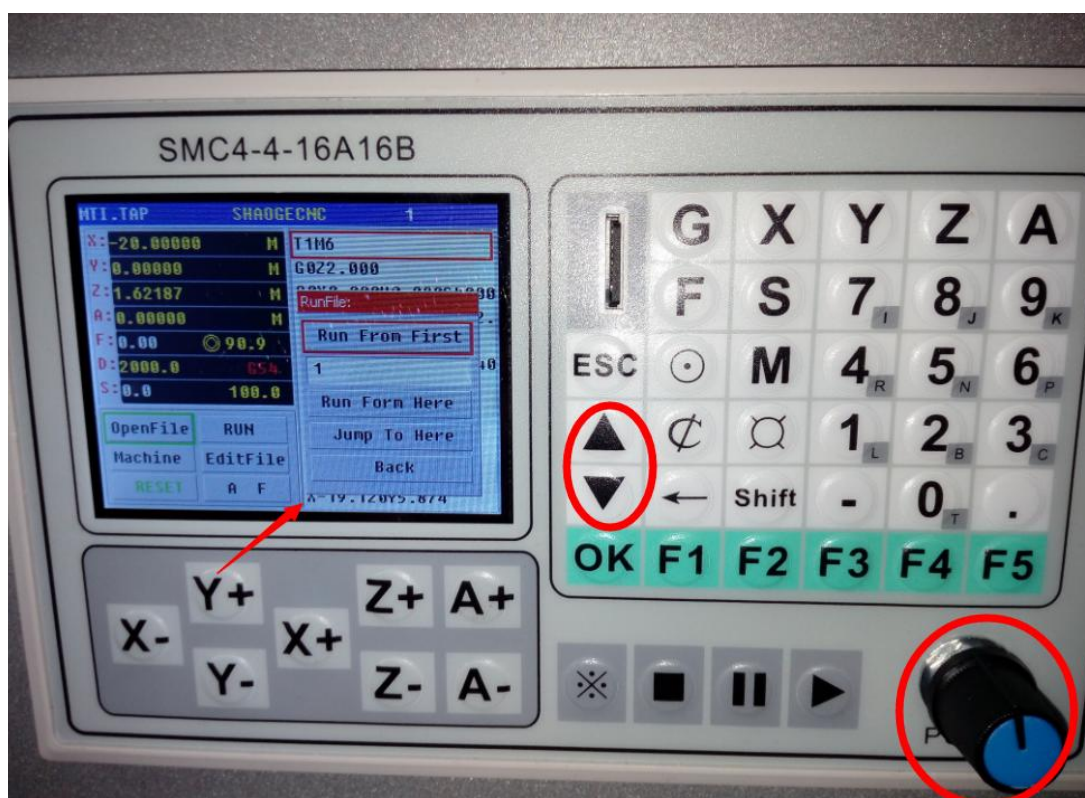 SMC4-4-16A16B
MTI.TAP SHAOGECNC 1
X:-20.00000 M
Y:0.00000 M
Z:1.62187 M
A:0.00000 M
F:0.00 90.9
D:2000.0 G54
S:0.0 100.0
OpenFile RUN
Machine EditFile
RESET A F
T1M6
G0Z2.000
RunFile:
Run From First
1
Run Form Here
Jump To Here
Back
X-19.120Y5.874
G X Y Z A
F S 7 I 8 J 9 K
ESC M 4 R 5 N 6 P
1 L 2 B 3 C
Shift - 0 T .
OK F1 F2 F3 F4 F5
Y+ Z+ A+
X- X+
Y- Z- A-